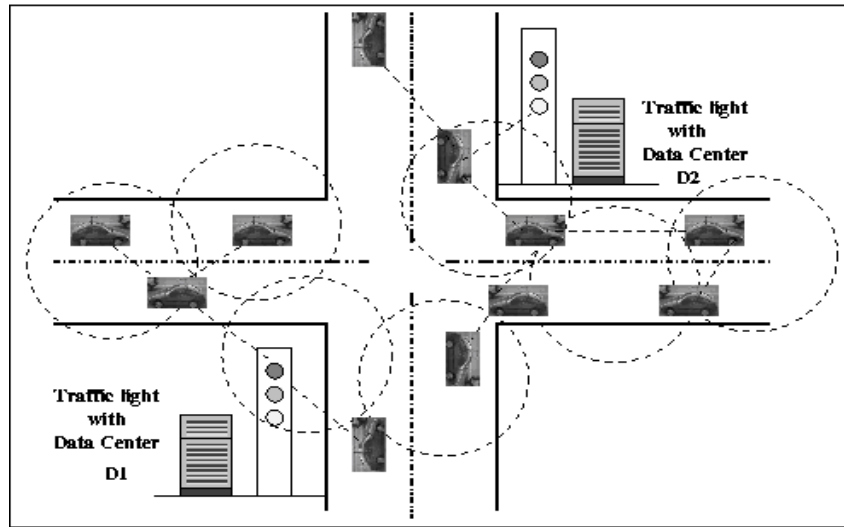 Traffic light
with
Data Center
D2
Traffic light
with
Data Center
D1